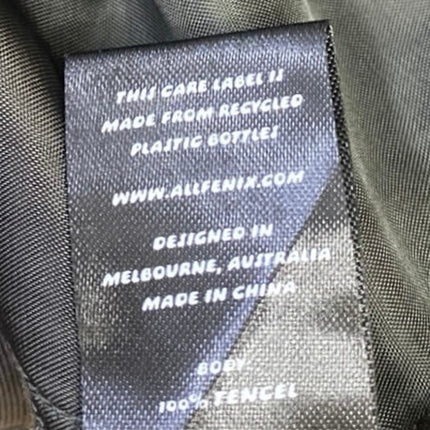 THIS CARE LABEL IS
MADE FROM RECYCLED
PLASTIC BOTTLES
WWW.ALLFENIX.COM
DESIGNED IN
MELBOURNE, AUSTRALIA
MADE IN CHINA
BODY:
100% TENCEL